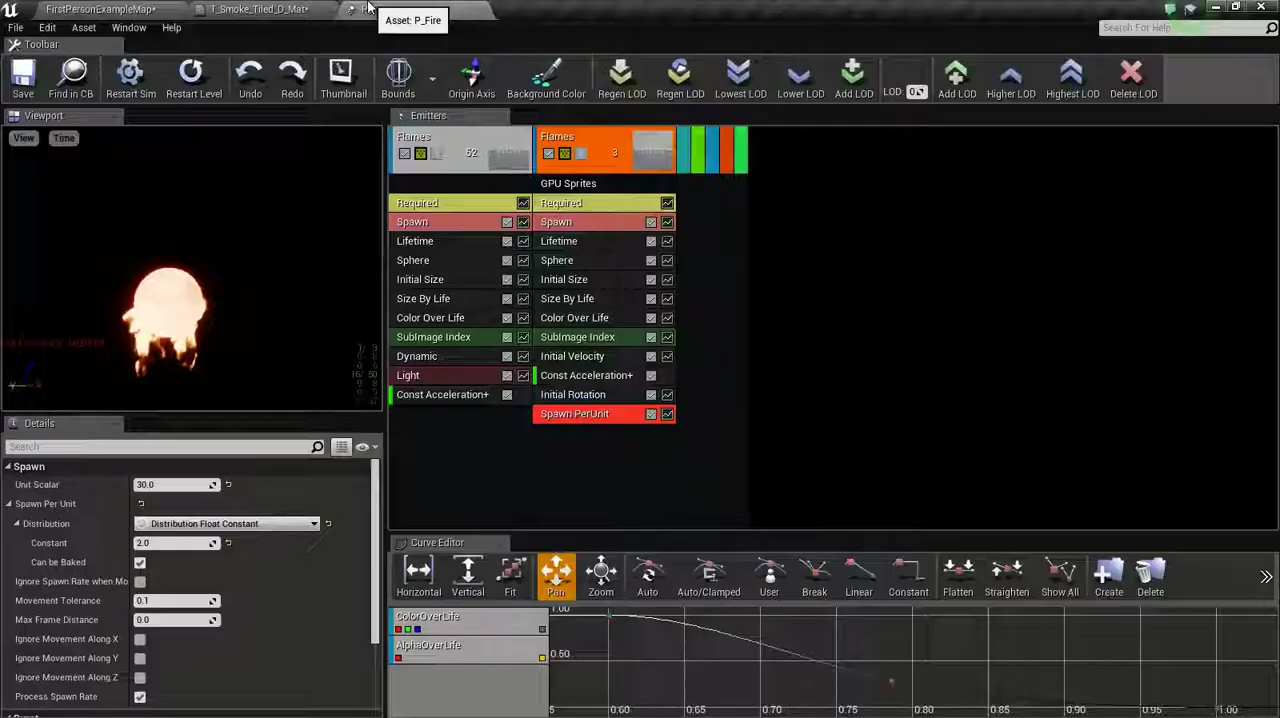 FirstPersonExampleMap*
T_Smoke_Tiled_D_Mat*
Asset: P_Fire
File Edit Asset Window Help
Search For Help
Toolbar
Save
Find in CB
Restart Sim
Restart Level
Undo
Redo
Thumbnail
Bounds
Origin Axis
Background Color
Regen LOD
Regen LOD
Lowest LOD
Lower LOD
Add LOD
LOD: 0
Add LOD
Higher LOD
Highest LOD
Delete LOD
Viewport
View Time
Emitters
Flames
52
Required
Spawn
Lifetime
Sphere
Initial Size
Size By Life
Color Over Life
SubImage Index
Dynamic
Light
Const Acceleration+
Flames
3
GPU Sprites
Required
Spawn
Lifetime
Sphere
Initial Size
Size By Life
Color Over Life
SubImage Index
Initial Velocity
Const Acceleration+
Initial Rotation
Spawn PerUnit
Details
Search
Spawn
Unit Scalar 30.0
Spawn Per Unit
Distribution Distribution Float Constant
Constant 2.0
Can be Baked
Ignore Spawn Rate when Mo
Movement Tolerance 0.1
Max Frame Distance 0.0
Ignore Movement Along X
Ignore Movement Along Y
Ignore Movement Along Z
Process Spawn Rate
Curve Editor
Horizontal
Vertical
Fit
Pan
Zoom
Auto
Auto/Clamped
User
Break
Linear
Constant
Flatten
Straighten
Show All
Create
Delete
ColorOverLife
AlphaOverLife
1.00
0.50
5 0.60 0.65 0.70 0.75 0.80 0.85 0.90 0.95 1.00